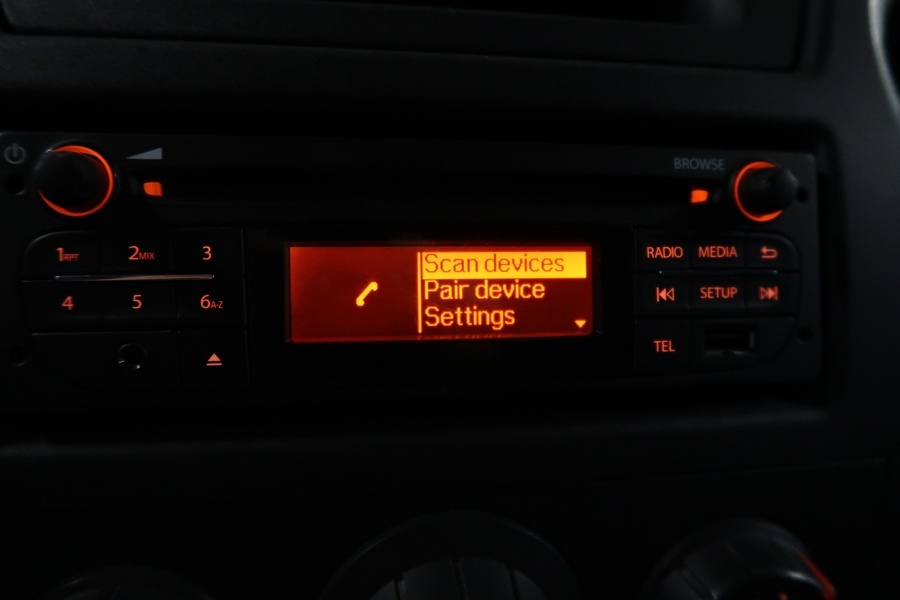 BROWSE
1RPT 2MIX 3
4 5 6A-Z
Scan devices
Pair device
Settings
RADIO MEDIA
SETUP
TEL